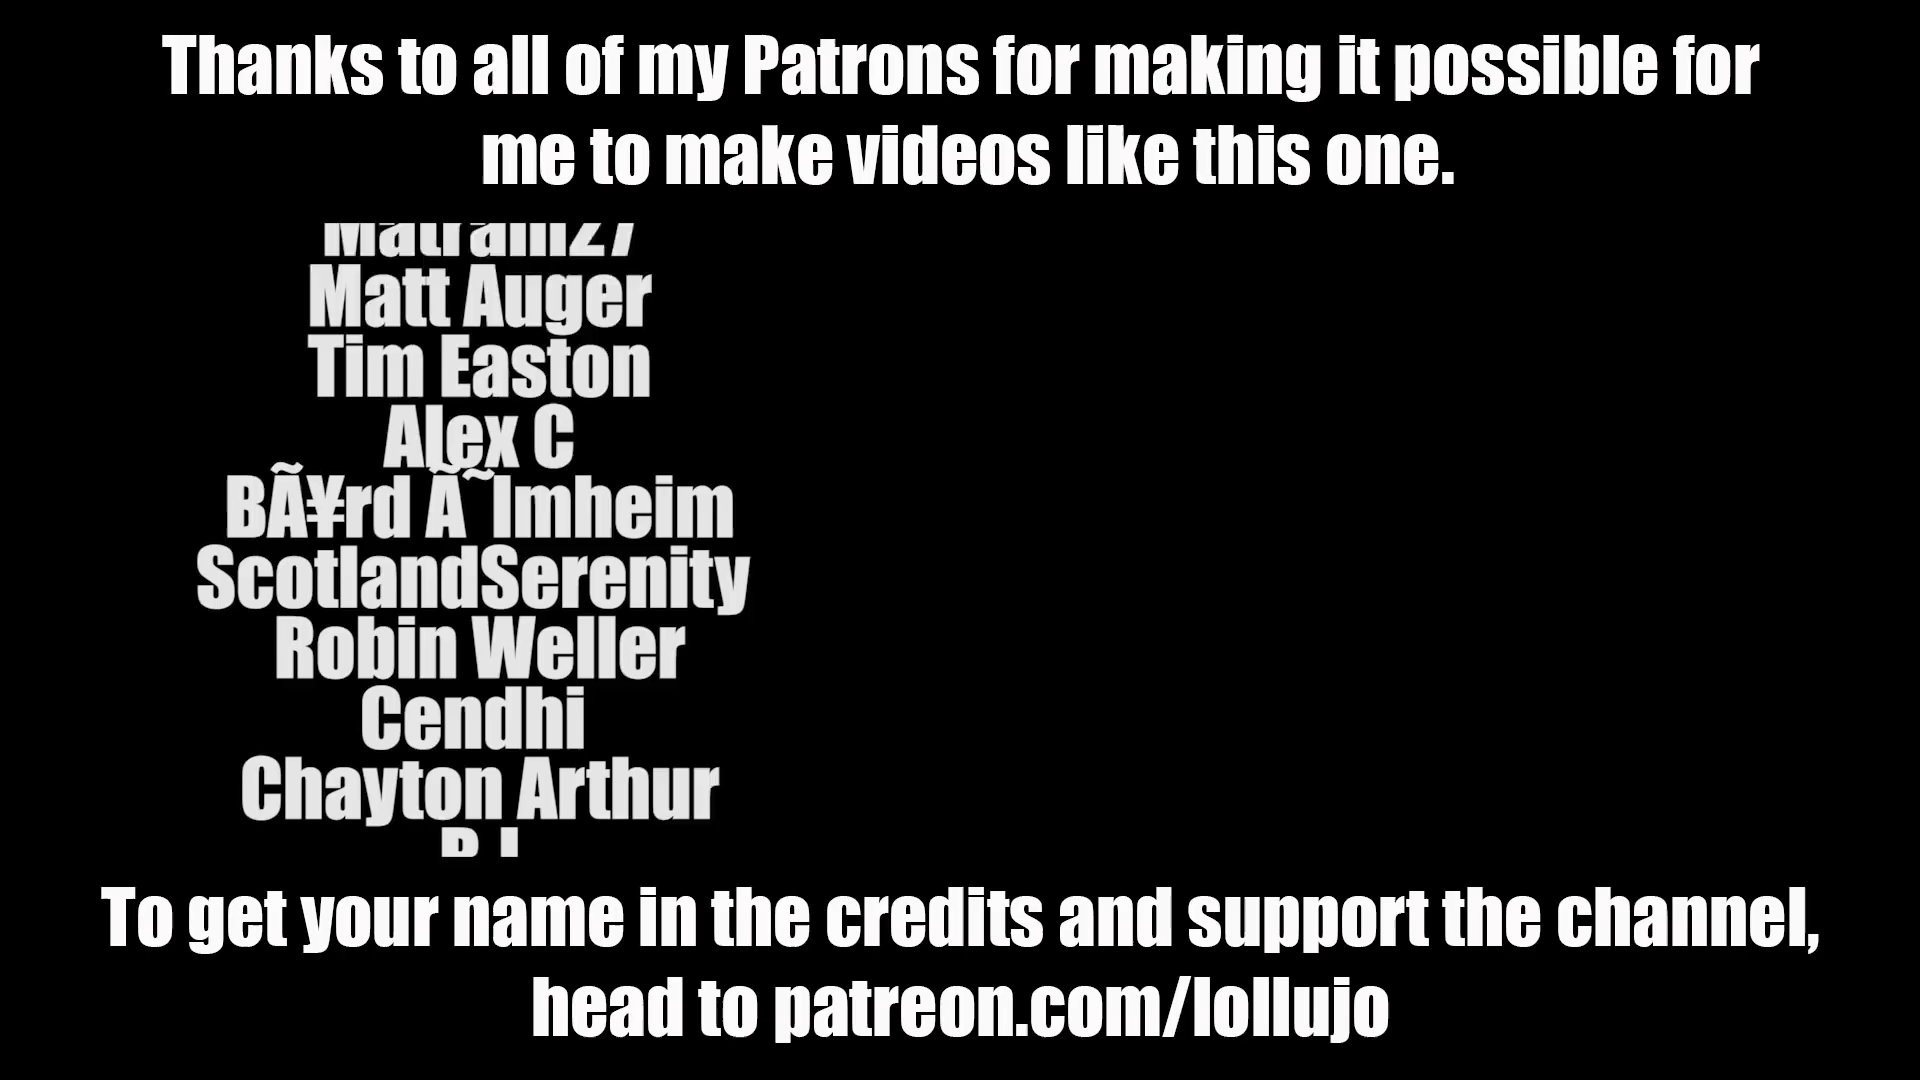 Thanks to all of my Patrons for making it possible for
me to make videos like this one.
Matt Auger
Tim Easton
Alex C
BÃ¥rd Ã˜lmheim
ScotlandSerenity
Robin Weller
Cendhi
Chayton Arthur
To get your name in the credits and support the channel,
head to patreon.com/lollujo